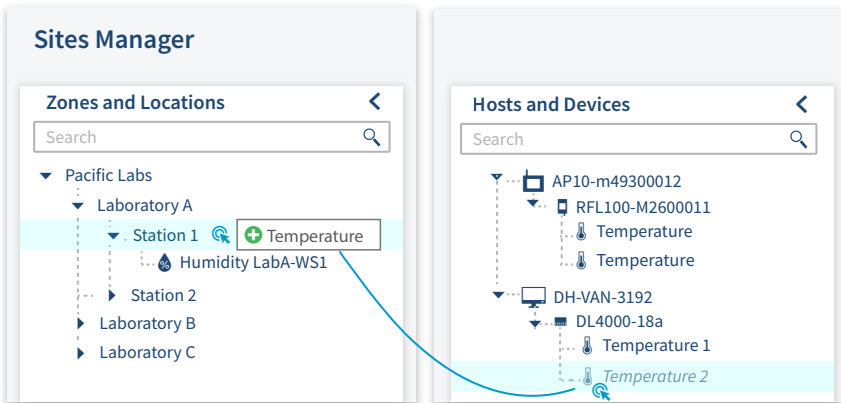 Sites Manager
Zones and Locations
Search
Pacific Labs
Laboratory A
Station 1
Temperature
% Humidity LabA-WS1
Station 2
Laboratory B
Laboratory C
Hosts and Devices
Search
AP10-m49300012
RFL100-M2600011
Temperature
Temperature
DH-VAN-3192
DL4000-18a
Temperature 1
Temperature 2